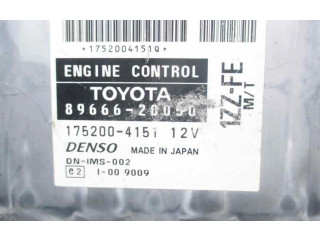 *1752004151Q*
ENGINE CONTROL
TOYOTA
89666-20050
175200-4151 12V
DENSO MADE IN JAPAN
DN-IMS-002
e2 I-00 9009
1ZZ-FE
M/T